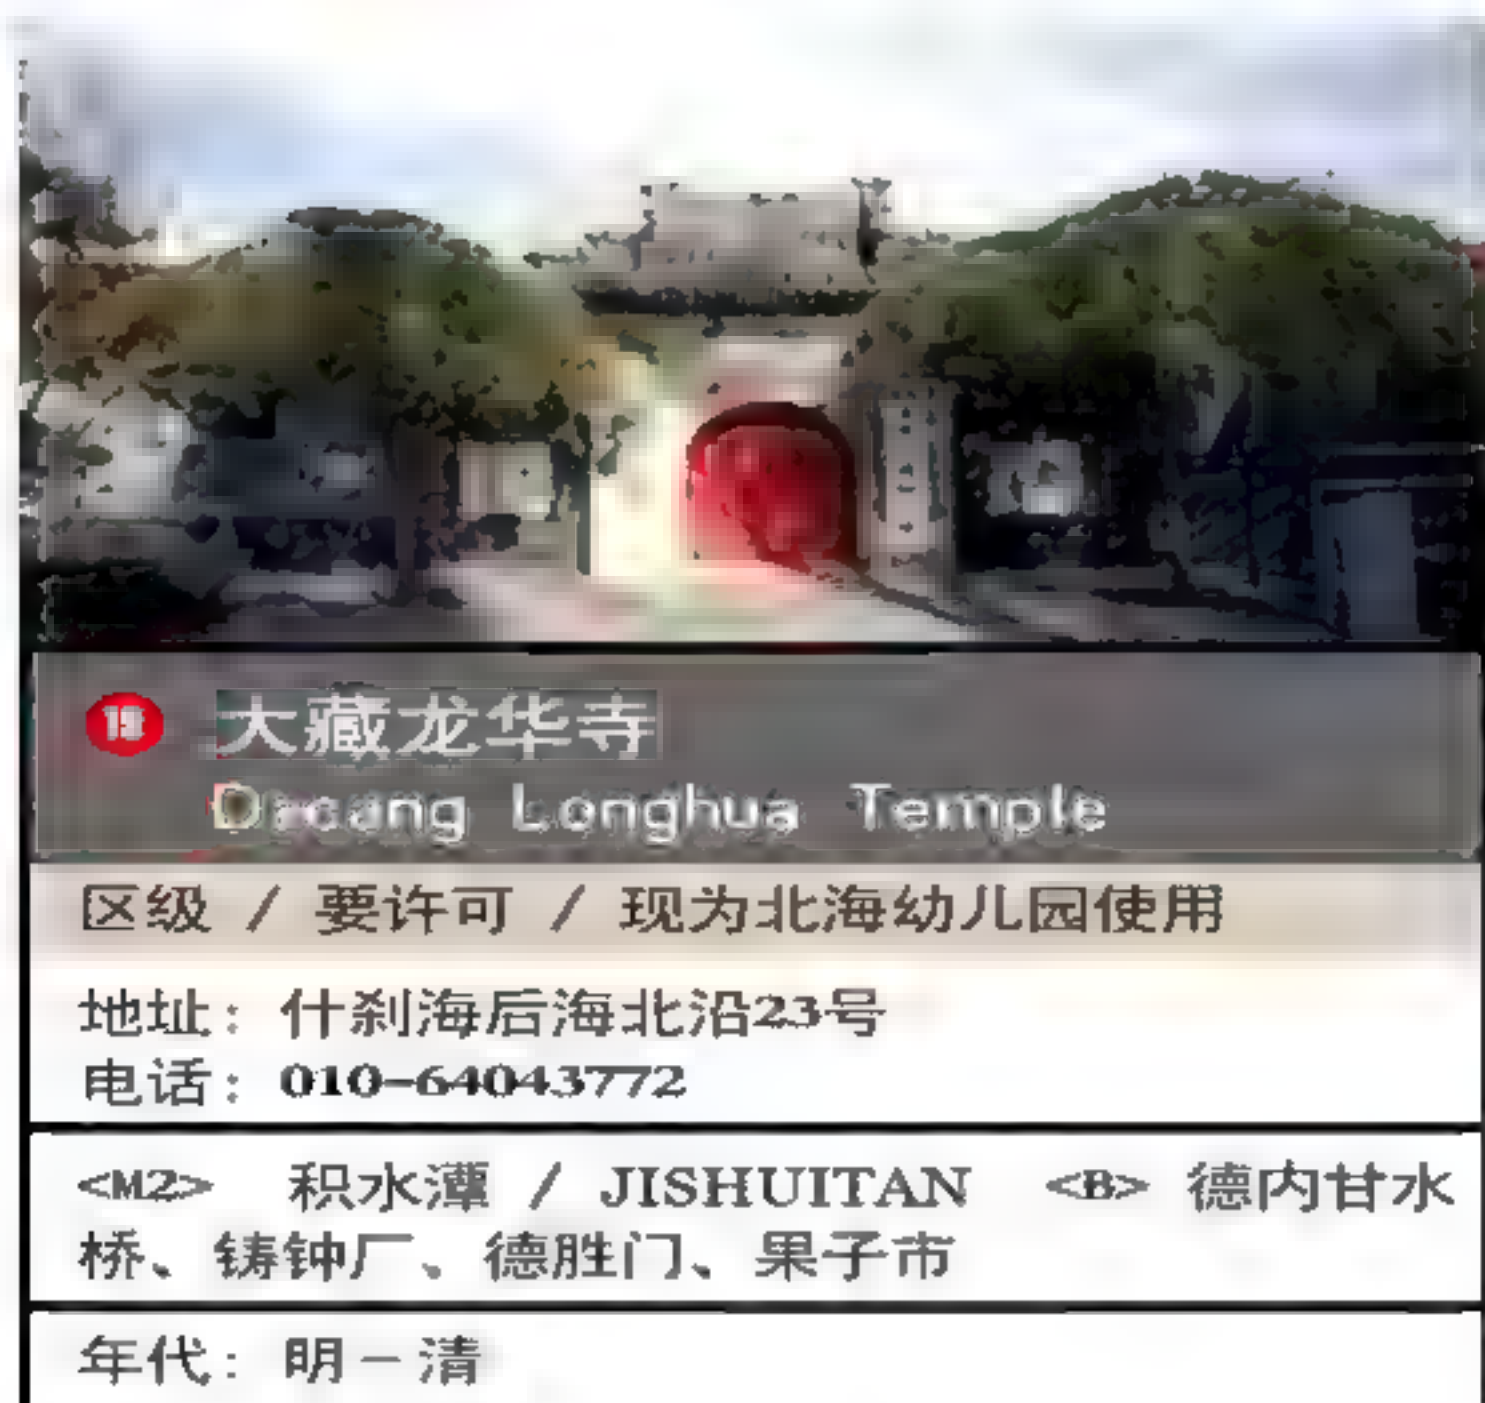 大藏龙华寺
Dacang Longhua Temple
区级 / 要许可 / 现为北海幼儿园使用
地址：什刹海后海北沿23号
电话：010-64043772
<M2> 积水潭 / JISHUITAN <B> 德内甘水
桥、铸钟厂、德胜门、果子市
年代：明－清